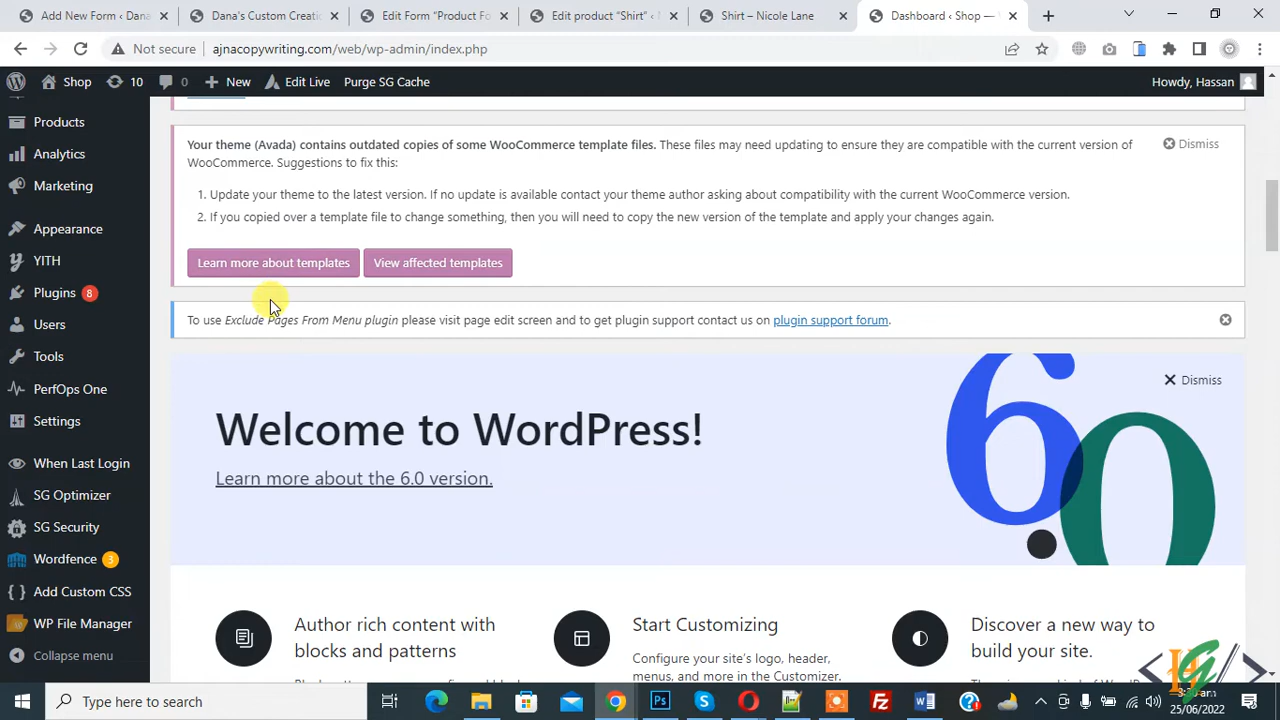 Add New Form ‹ Dana
Dana's Custom Creatio
Edit Form "Product Fo
Edit product "Shirt" ‹ N
Shirt – Nicole Lane
Dashboard ‹ Shop —
Not secure
ajnacopywriting.com/web/wp-admin/index.php
Shop
10
0
New
Edit Live
Purge SG Cache
Howdy, Hassan
Products
Analytics
Marketing
Appearance
YITH
Plugins 8
Users
Tools
PerfOps One
Settings
When Last Login
SG Optimizer
SG Security
Wordfence 3
Add Custom CSS
WP File Manager
Collapse menu
Your theme (Avada) contains outdated copies of some WooCommerce template files. These files may need updating to ensure they are compatible with the current version of
WooCommerce. Suggestions to fix this:
Dismiss
1. Update your theme to the latest version. If no update is available contact your theme author asking about compatibility with the current WooCommerce version.
2. If you copied over a template file to change something, then you will need to copy the new version of the template and apply your changes again.
Learn more about templates
View affected templates
To use Exclude Pages From Menu plugin please visit page edit screen and to get plugin support contact us on plugin support forum.
Dismiss
Welcome to WordPress!
Learn more about the 6.0 version.
6.0
Author rich content with
blocks and patterns
Start Customizing
Configure your site's logo, header,
menus, and more in the Customizer.
Discover a new way to
build your site.
Type here to search
25/06/2022